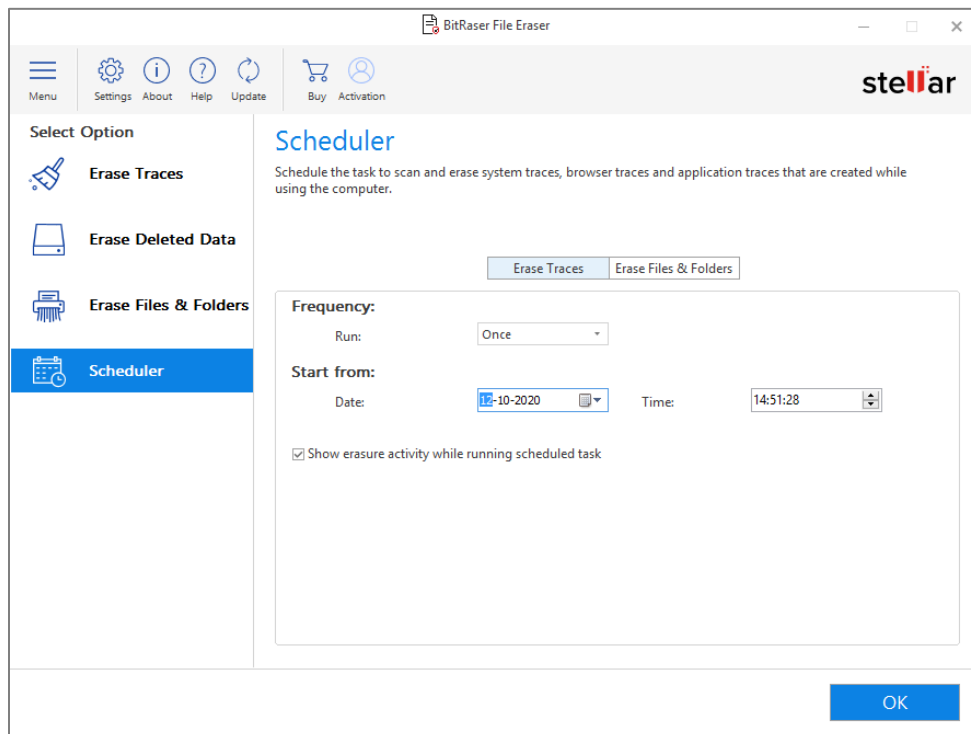 BitRaser File Eraser
Menu
Settings
About
Help
Update
Buy
Activation
stellar
Select Option
Erase Traces
Erase Deleted Data
Erase Files & Folders
Scheduler
Scheduler
Schedule the task to scan and erase system traces, browser traces and application traces that are created while
using the computer.
Erase Traces
Erase Files & Folders
Frequency:
Run:
Once
Start from:
Date:
12-10-2020
Time:
14:51:28
Show erasure activity while running scheduled task
OK